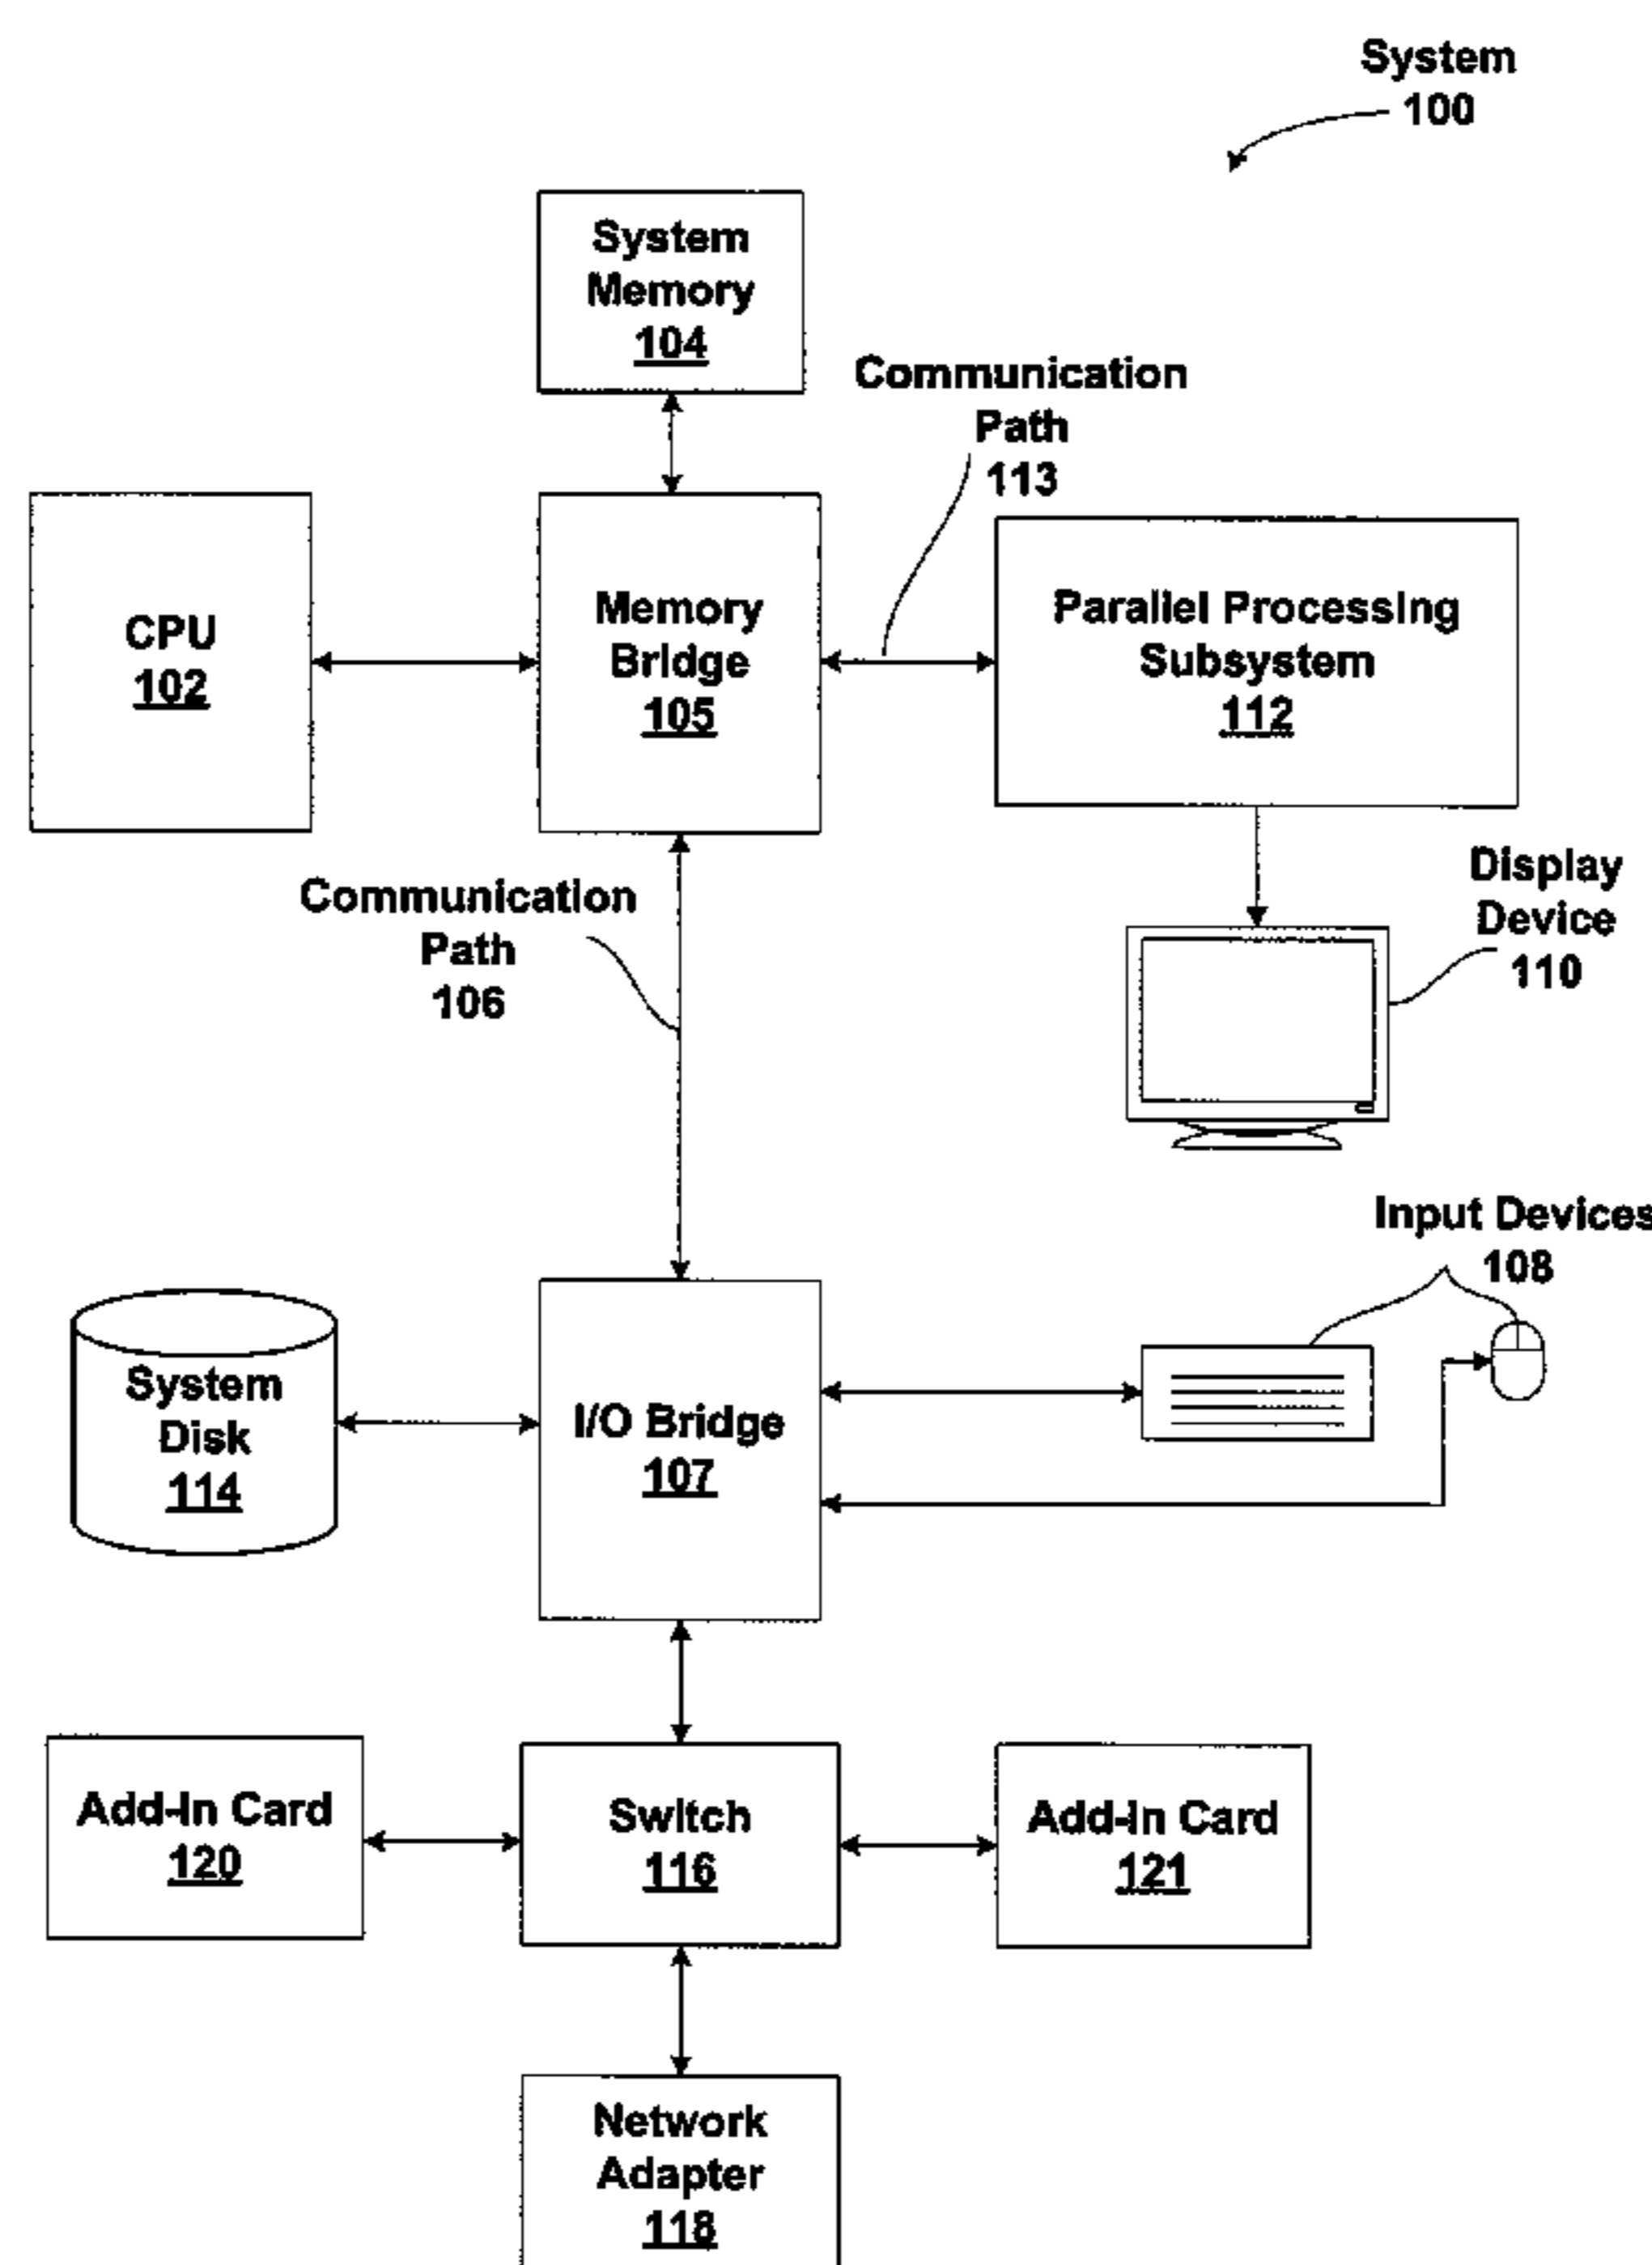 System
100
System
Memory
104
Communication
Path
113
CPU
102
Memory
Bridge
105
Parallel Processing
Subsystem
112
Communication
Path
106
Display
Device
110
Input Devices
108
System
Disk
114
I/O Bridge
107
Add-In Card
120
Switch
116
Add-In Card
121
Network
Adapter
118